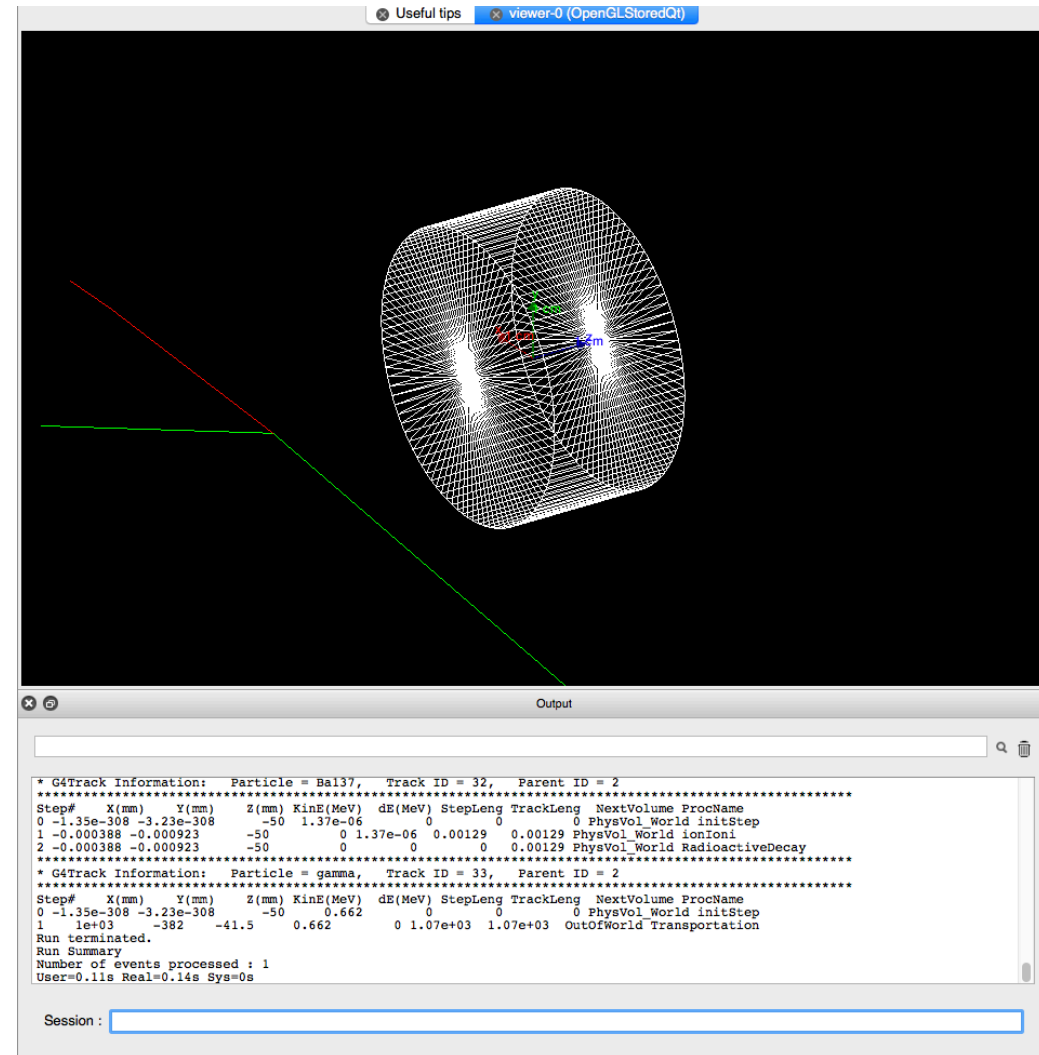 Useful tips viewer-0 (OpenGLStoredQt)
Y
cm
X
cm
Z
cm
Output
* G4Track Information:   Particle = Ba137,   Track ID = 32,   Parent ID = 2
*********************************************************************************************************
Step#    X(mm)    Y(mm)    Z(mm) KinE(MeV)  dE(MeV) StepLeng TrackLeng  NextVolume ProcName
0 -1.35e-308 -3.23e-308      -50  1.37e-06        0        0         0 PhysVol_World initStep
1 -0.000388 -0.000923      -50         0 1.37e-06  0.00129   0.00129 PhysVol_World ionIoni
2 -0.000388 -0.000923      -50         0        0        0   0.00129 PhysVol_World RadioactiveDecay
*********************************************************************************************************
* G4Track Information:   Particle = gamma,   Track ID = 33,   Parent ID = 2
*********************************************************************************************************
Step#    X(mm)    Y(mm)    Z(mm) KinE(MeV)  dE(MeV) StepLeng TrackLeng  NextVolume ProcName
0 -1.35e-308 -3.23e-308      -50     0.662        0        0         0 PhysVol_World initStep
1    1e+03     -382    -41.5     0.662        0 1.07e+03  1.07e+03  OutOfWorld Transportation
Run terminated.
Run Summary
Number of events processed : 1
User=0.11s Real=0.14s Sys=0s
Session :